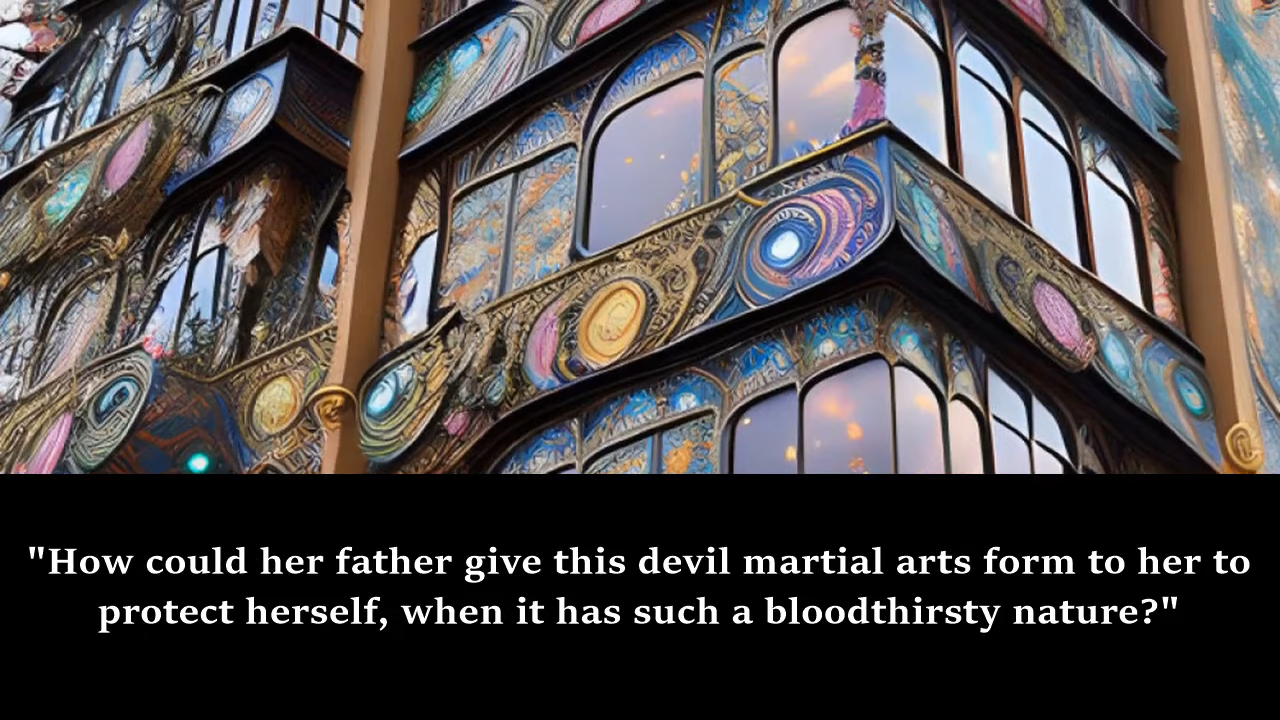 "How could her father give this devil martial arts form to her to
protect herself, when it has such a bloodthirsty nature?"